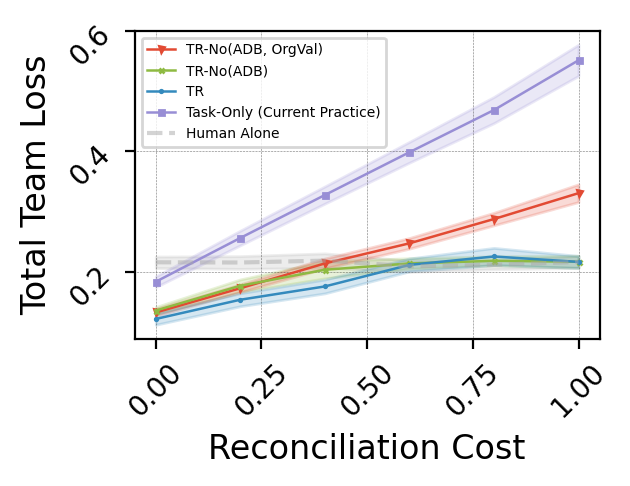 TR-No(ADB, OrgVal)
TR-No(ADB)
TR
Task-Only (Current Practice)
Human Alone
Total Team Loss
0.6
0.4
0.2
0.00
0.25
0.50
0.75
1.00
Reconciliation Cost